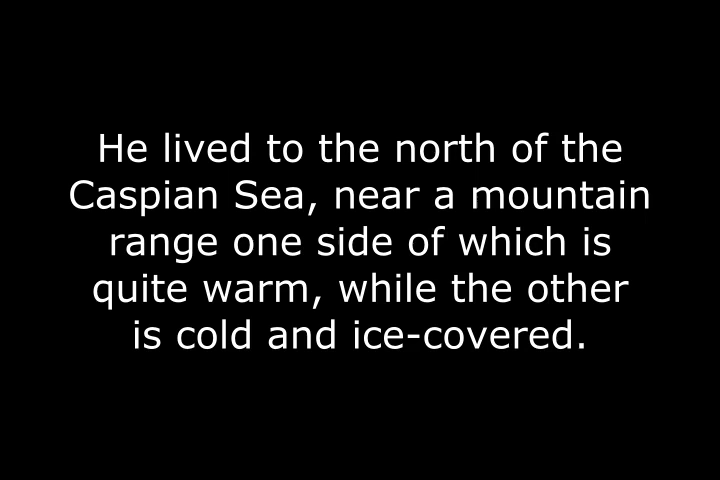 He lived to the north of the
Caspian Sea, near a mountain
range one side of which is
quite warm, while the other
is cold and ice-covered.